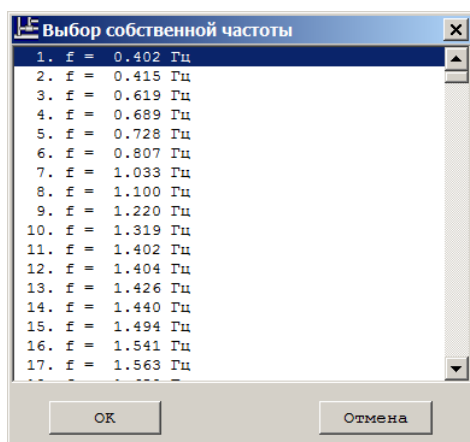 Выбор собственной частоты
1. f = 0.402 Гц
2. f = 0.415 Гц
3. f = 0.619 Гц
4. f = 0.689 Гц
5. f = 0.728 Гц
6. f = 0.807 Гц
7. f = 1.033 Гц
8. f = 1.100 Гц
9. f = 1.220 Гц
10. f = 1.319 Гц
11. f = 1.402 Гц
12. f = 1.404 Гц
13. f = 1.426 Гц
14. f = 1.440 Гц
15. f = 1.494 Гц
16. f = 1.541 Гц
17. f = 1.563 Гц
OK Отмена